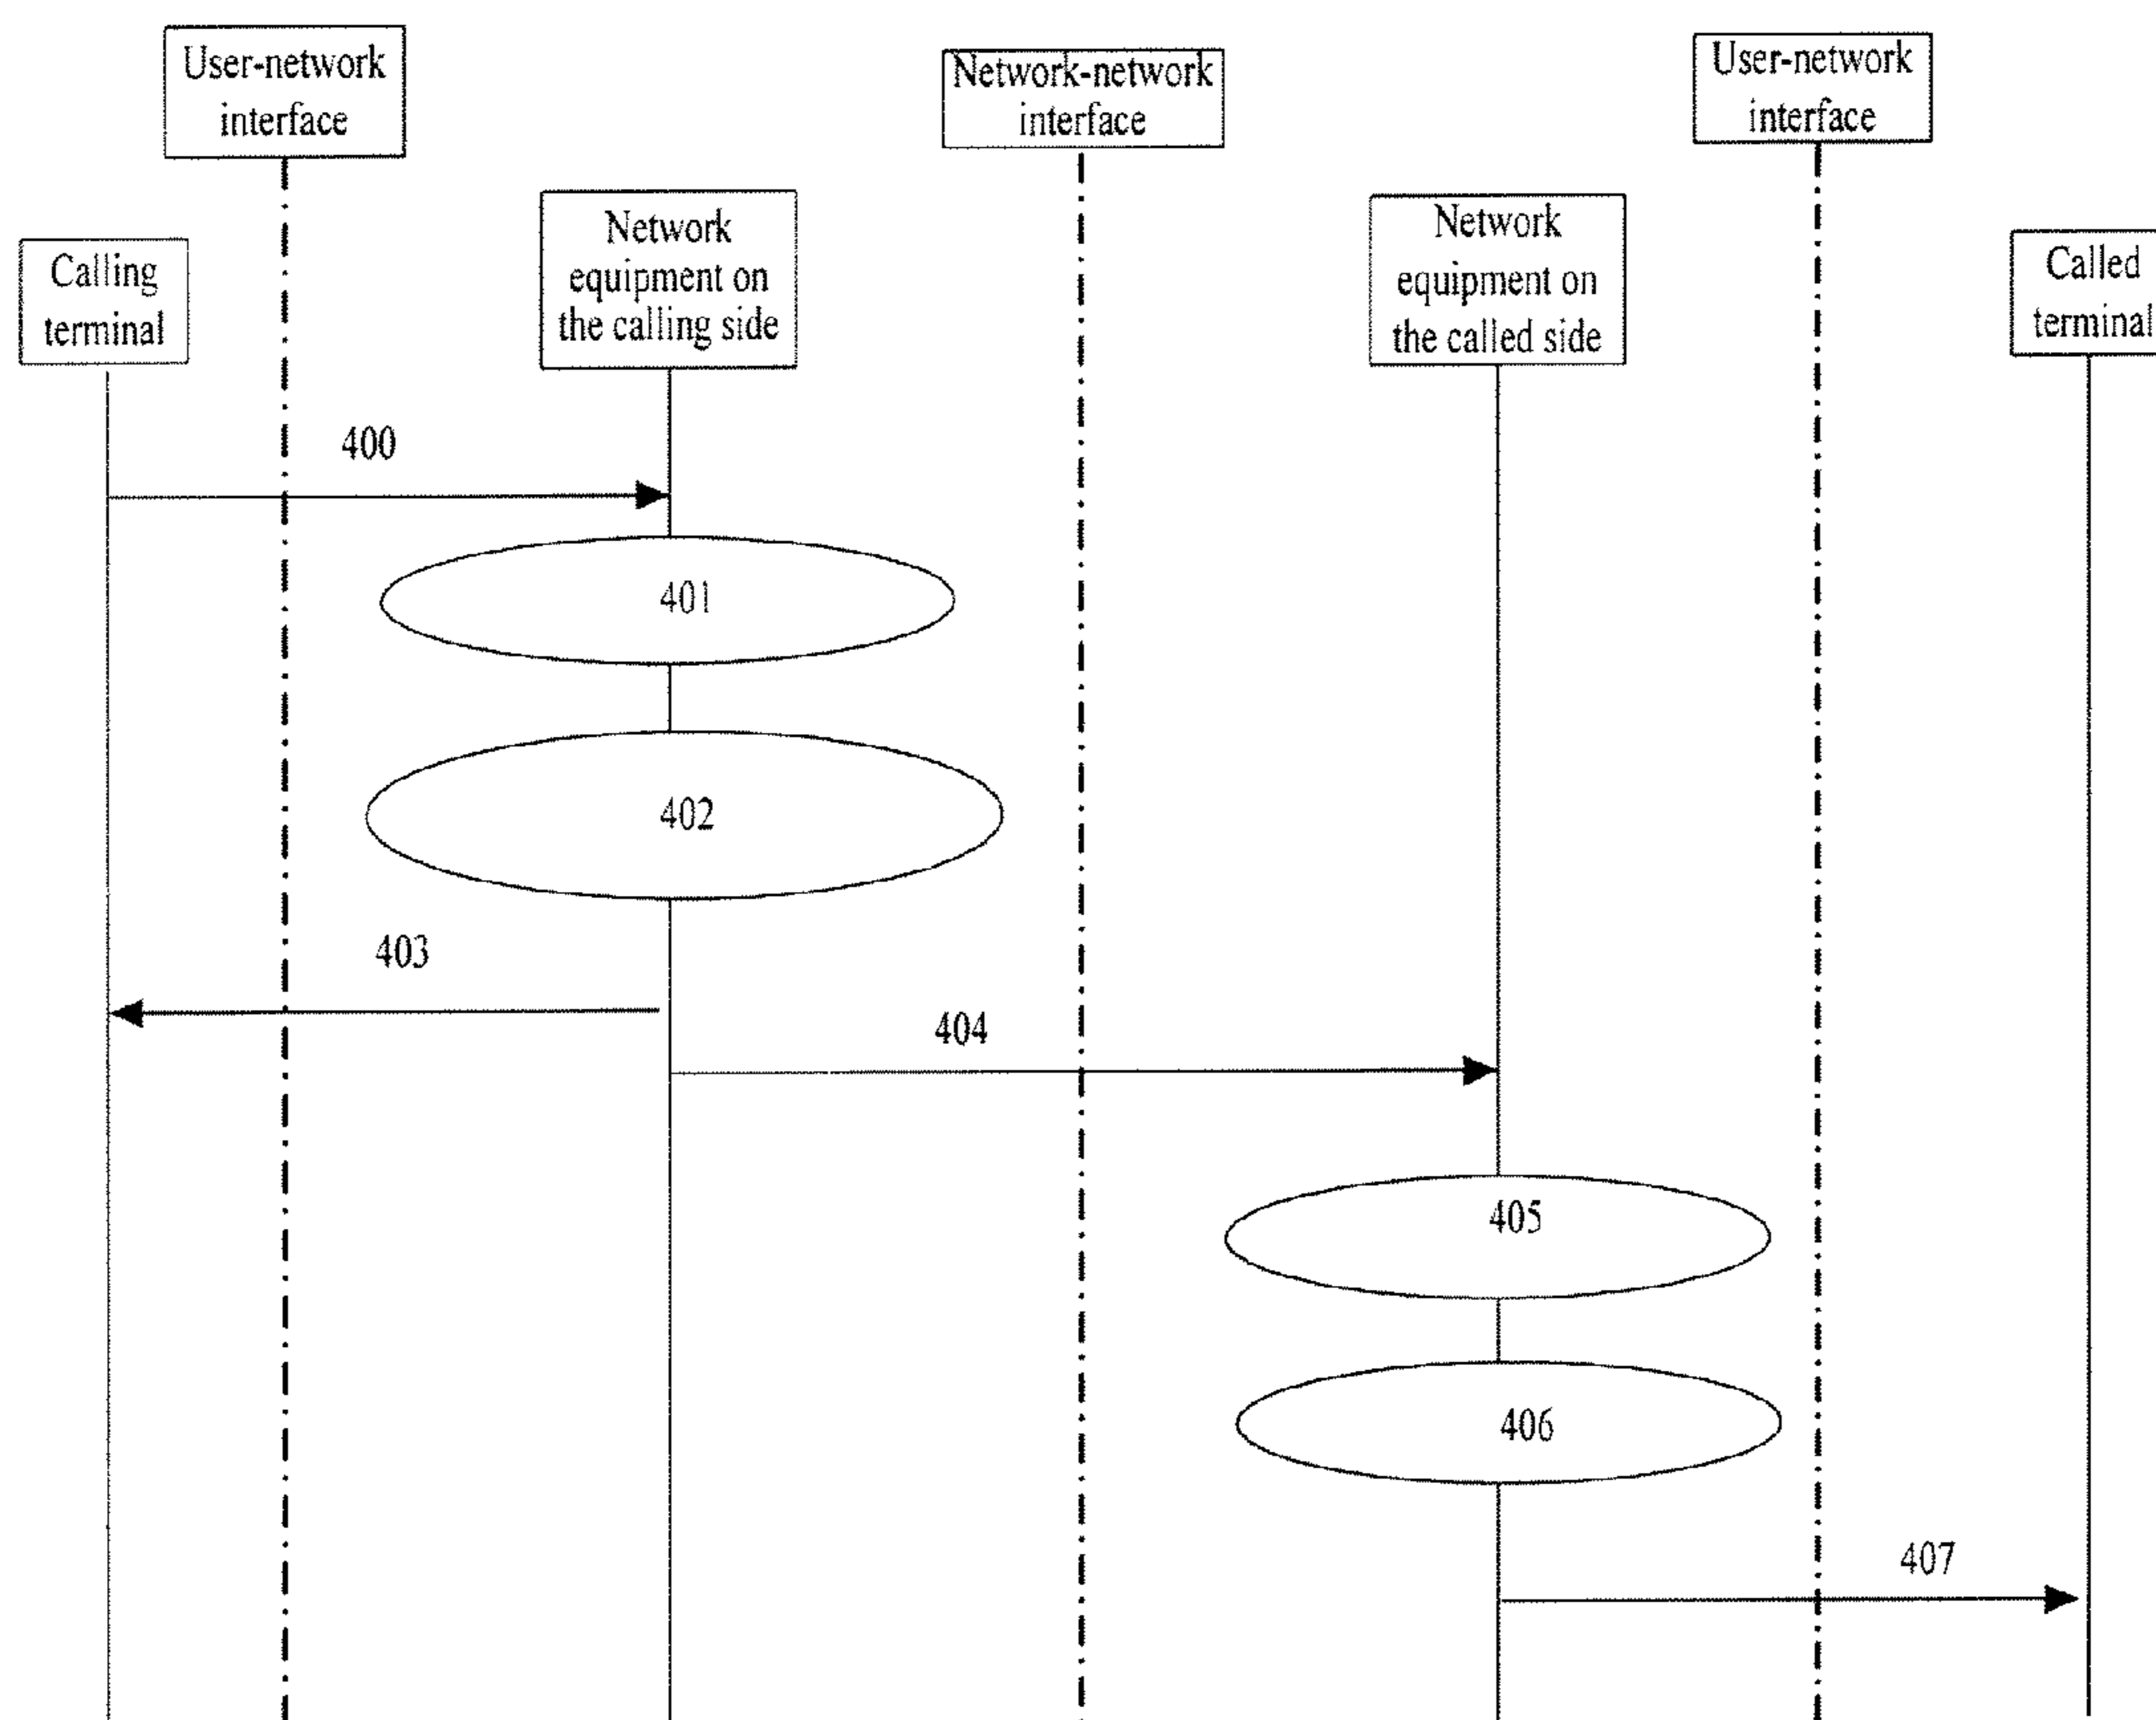 User-network
interface
Network-network
interface
User-network
interface
Calling
terminal
Network
equipment on
the calling side
Network
equipment on
the called side
Called
terminal
400
401
402
403
404
405
406
407